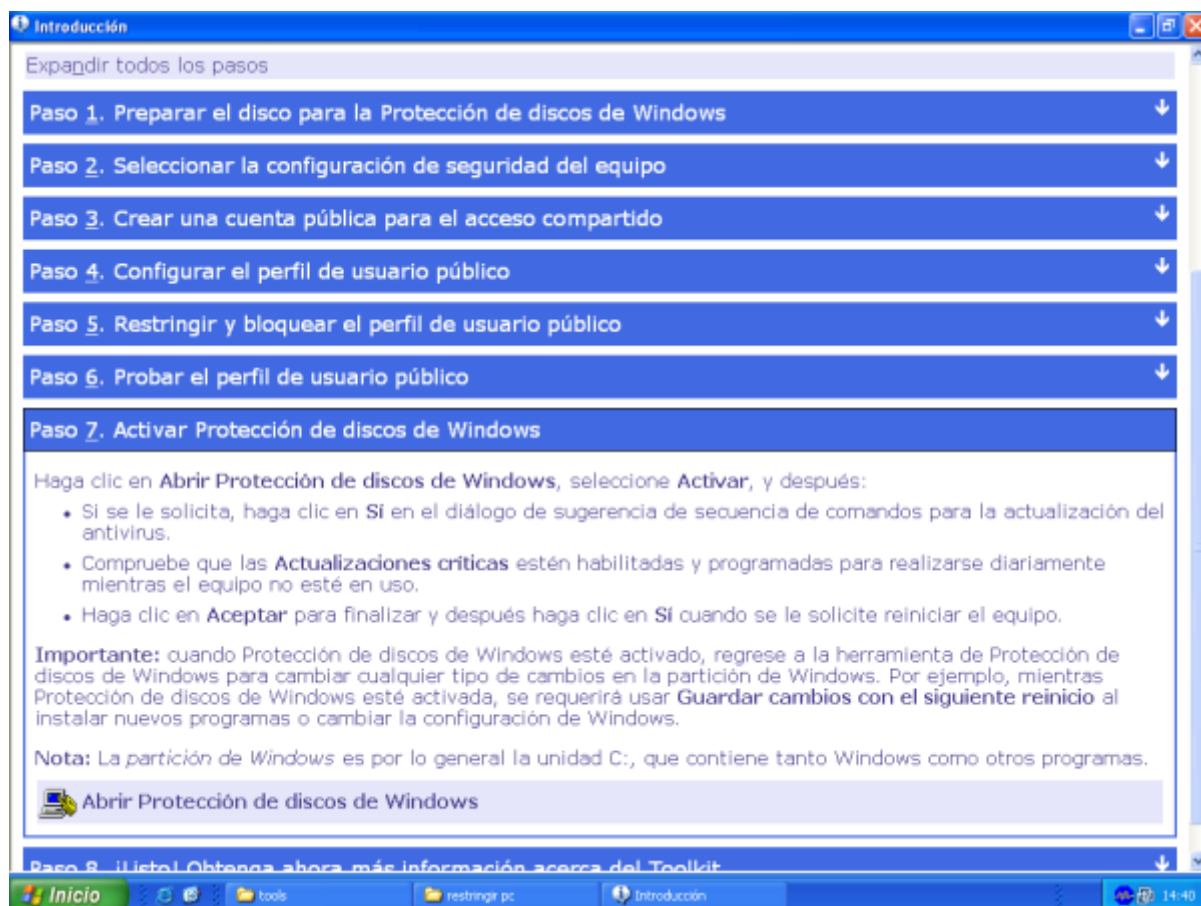 Introducción
Expandir todos los pasos
Paso 1. Preparar el disco para la Protección de discos de Windows
Paso 2. Seleccionar la configuración de seguridad del equipo
Paso 3. Crear una cuenta pública para el acceso compartido
Paso 4. Configurar el perfil de usuario público
Paso 5. Restringir y bloquear el perfil de usuario público
Paso 6. Probar el perfil de usuario público
Paso 7. Activar Protección de discos de Windows
Haga clic en Abrir Protección de discos de Windows, seleccione Activar, y después:
• Si se le solicita, haga clic en Sí en el diálogo de sugerencia de secuencia de comandos para la actualización del
antivirus.
• Compruebe que las Actualizaciones críticas estén habilitadas y programadas para realizarse diariamente
mientras el equipo no esté en uso.
• Haga clic en Aceptar para finalizar y después haga clic en Sí cuando se le solicite reiniciar el equipo.
Importante: cuando Protección de discos de Windows esté activado, regrese a la herramienta de Protección de
discos de Windows para cambiar cualquier tipo de cambios en la partición de Windows. Por ejemplo, mientras
Protección de discos de Windows esté activada, se requerirá usar Guardar cambios con el siguiente reinicio al
instalar nuevos programas o cambiar la configuración de Windows.
Nota: La partición de Windows es por lo general la unidad C:, que contiene tanto Windows como otros programas.
Abrir Protección de discos de Windows
Paso 8. ¡Listo! Obtenga ahora más información acerca del Toolkit
Inicio
tools
restringir pc
Introducción
14:40